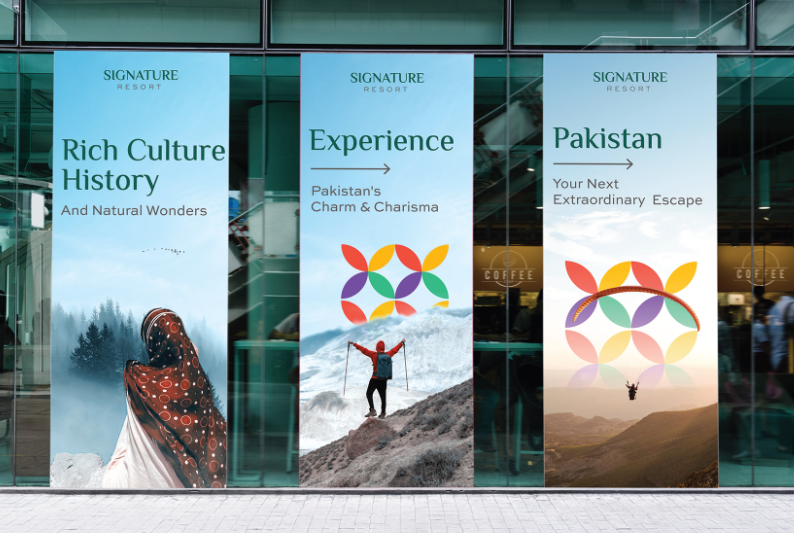 SIGNATURE
RESORT
Rich Culture
History
And Natural Wonders
SIGNATURE
RESORT
Experience
Pakistan's
Charm & Charisma
COFFEE
SIGNATURE
RESORT
Pakistan
Your Next
Extraordinary Escape
COFFEE